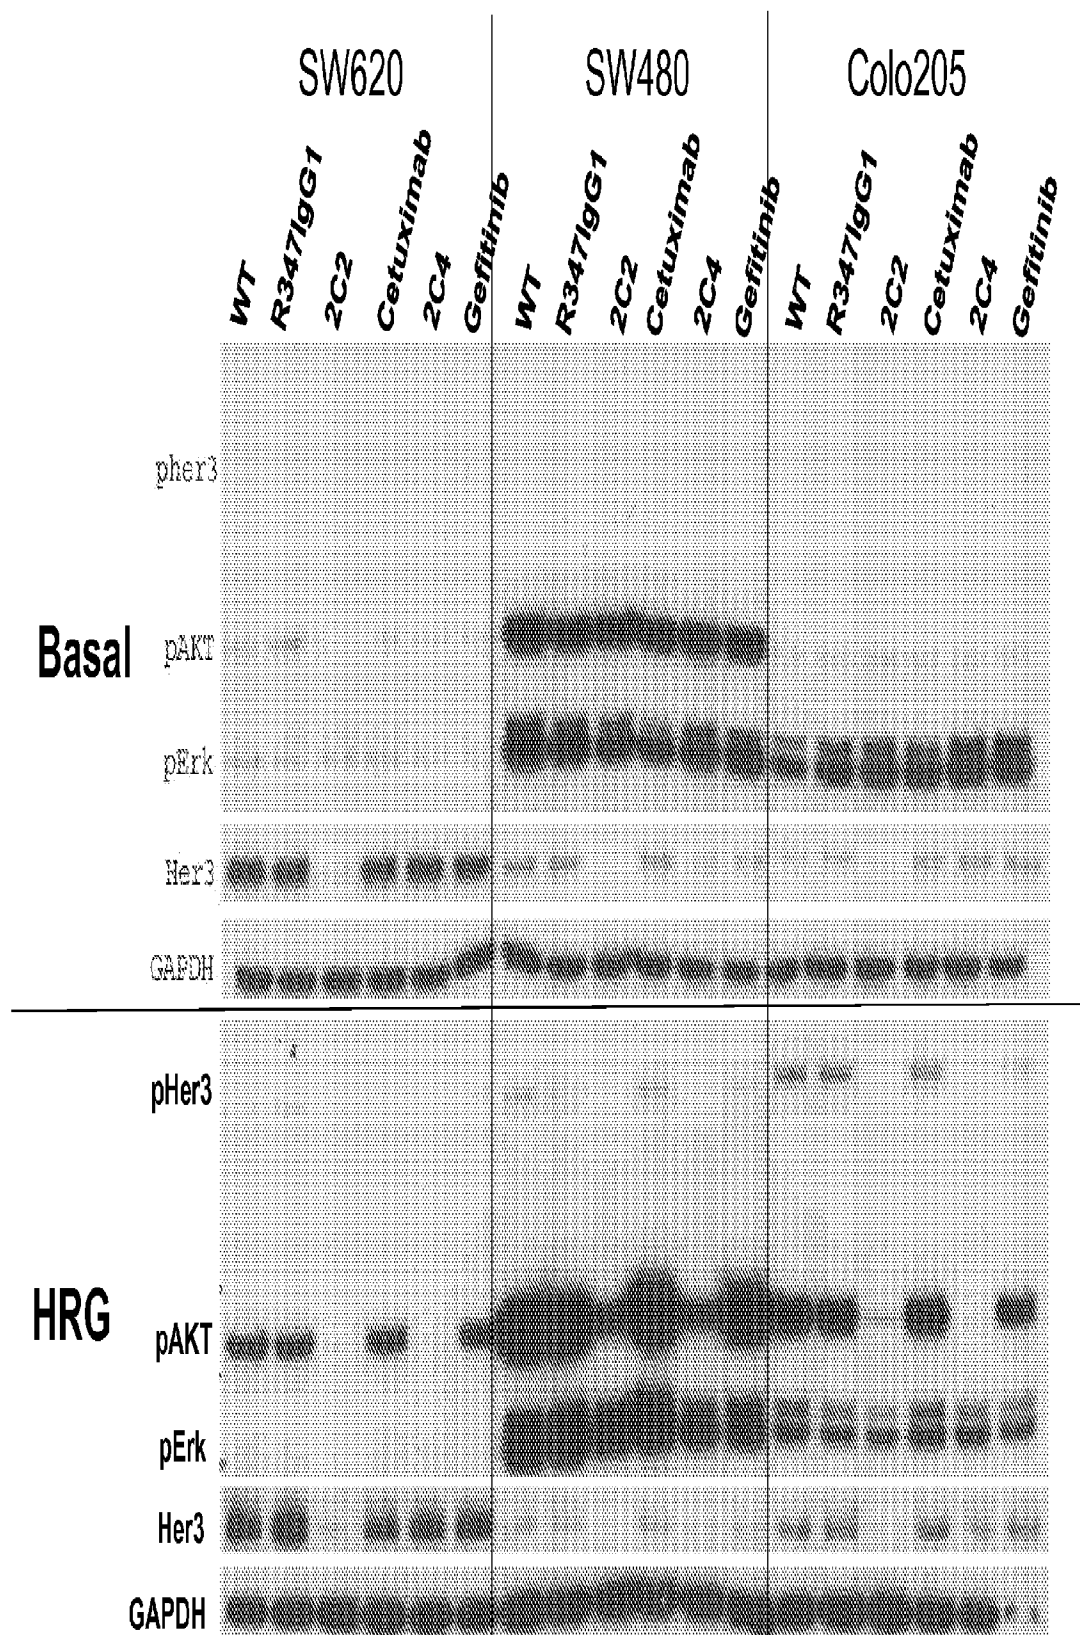 SW620 SW480 Colo205
WT R347IgG1 2C2 Cetuximab 2C4 Gefitinib WT R347IgG1 2C2 Cetuximab 2C4 Gefitinib WT R347IgG1 2C2 Cetuximab 2C4 Gefitinib
pher3
Basal pAKT
pErk
Her3
GAPDH
pHer3
HRG pAKT
pErk
Her3
GAPDH